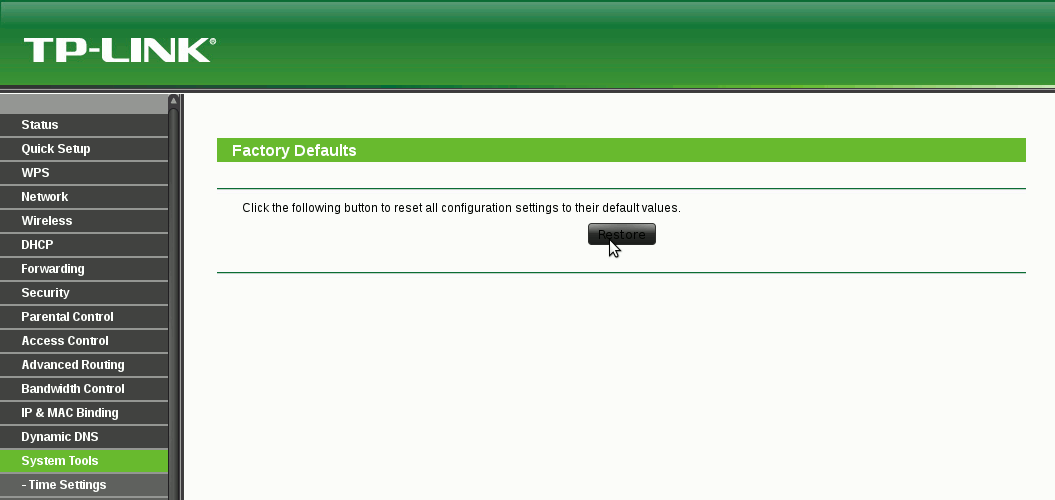 TP-LINK®
Status
Quick Setup
WPS
Network
Wireless
DHCP
Forwarding
Security
Parental Control
Access Control
Advanced Routing
Bandwidth Control
IP & MAC Binding
Dynamic DNS
System Tools
- Time Settings
Factory Defaults
Click the following button to reset all configuration settings to their default values.
Restore